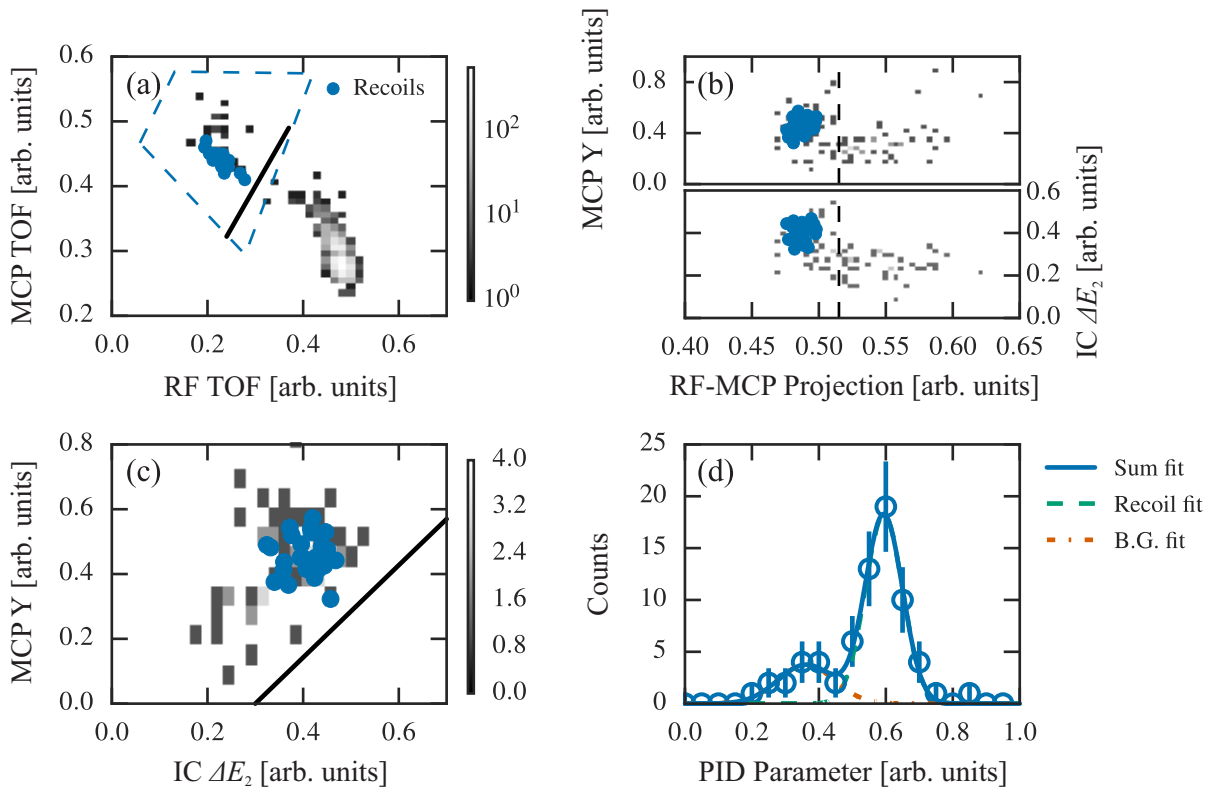 (a)
Recoils
MCP TOF [arb. units]
0.6
0.5
0.4
0.3
0.2
0.0 0.2 0.4 0.6
RF TOF [arb. units]
10²
10¹
10⁰
(b)
MCP Y [arb. units]
0.8
0.4
0.0
0.6
0.4
0.2
0.0
IC ΔE₂ [arb. units]
0.40 0.45 0.50 0.55 0.60 0.65
RF-MCP Projection [arb. units]
(c)
MCP Y [arb. units]
0.8
0.6
0.4
0.2
0.0
0.0 0.2 0.4 0.6
IC ΔE₂ [arb. units]
4.0
3.2
2.4
1.6
0.8
0.0
(d)
Counts
25
20
15
10
5
0
0.0 0.2 0.4 0.6 0.8 1.0
PID Parameter [arb. units]
Sum fit
Recoil fit
B.G. fit